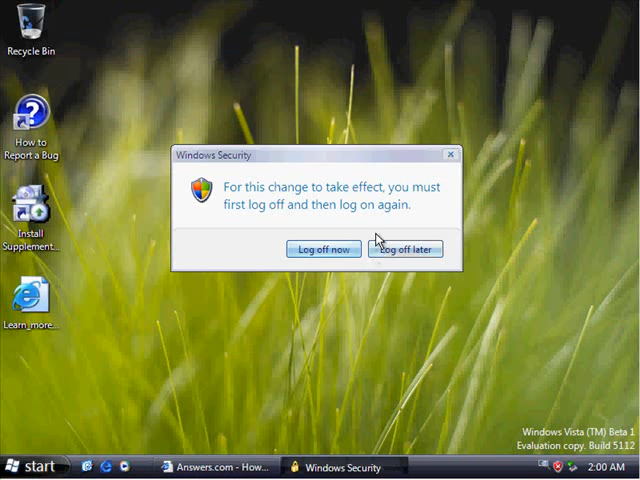 Recycle Bin
How to
Report a Bug
Install
Supplement...
Learn_more...
Windows Security
For this change to take effect, you must
first log off and then log on again.
Log off now
Log off later
Windows Vista (TM) Beta 1
Evaluation copy. Build 5112
start
Answers.com - How...
Windows Security
2:00 AM